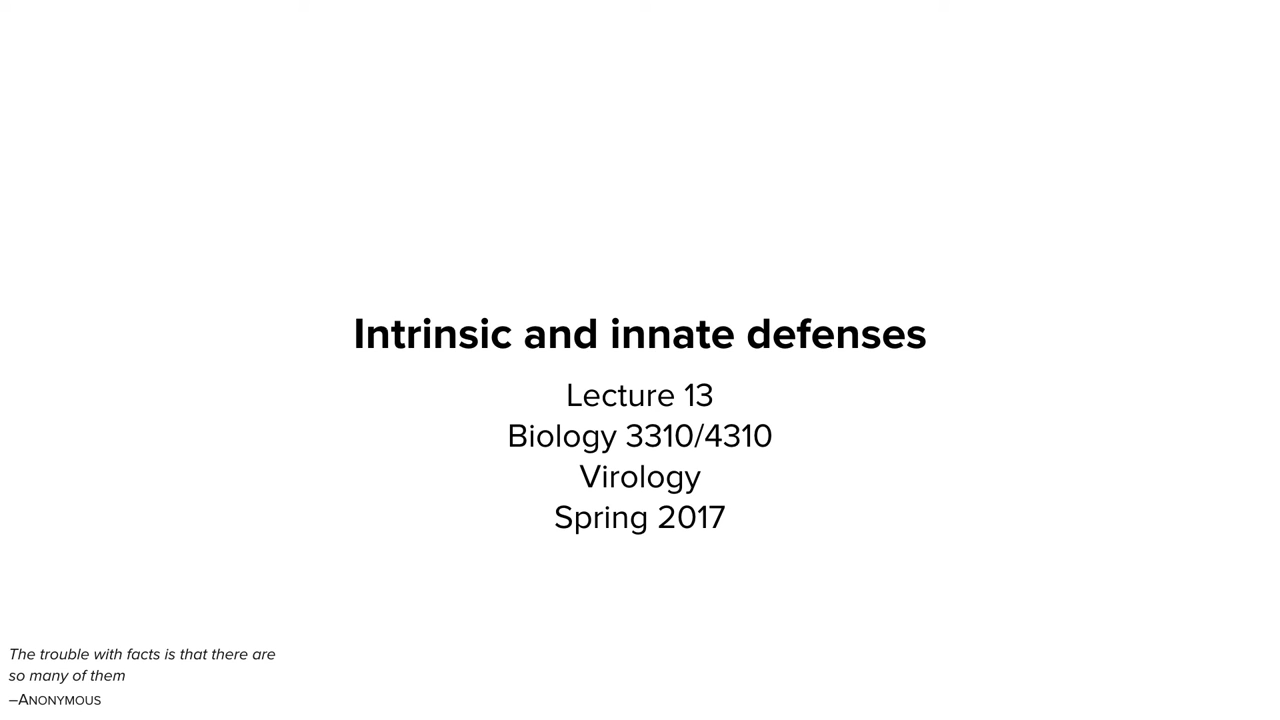 Intrinsic and innate defenses
Lecture 13
Biology 3310/4310
Virology
Spring 2017
The trouble with facts is that there are
so many of them
–ANONYMOUS